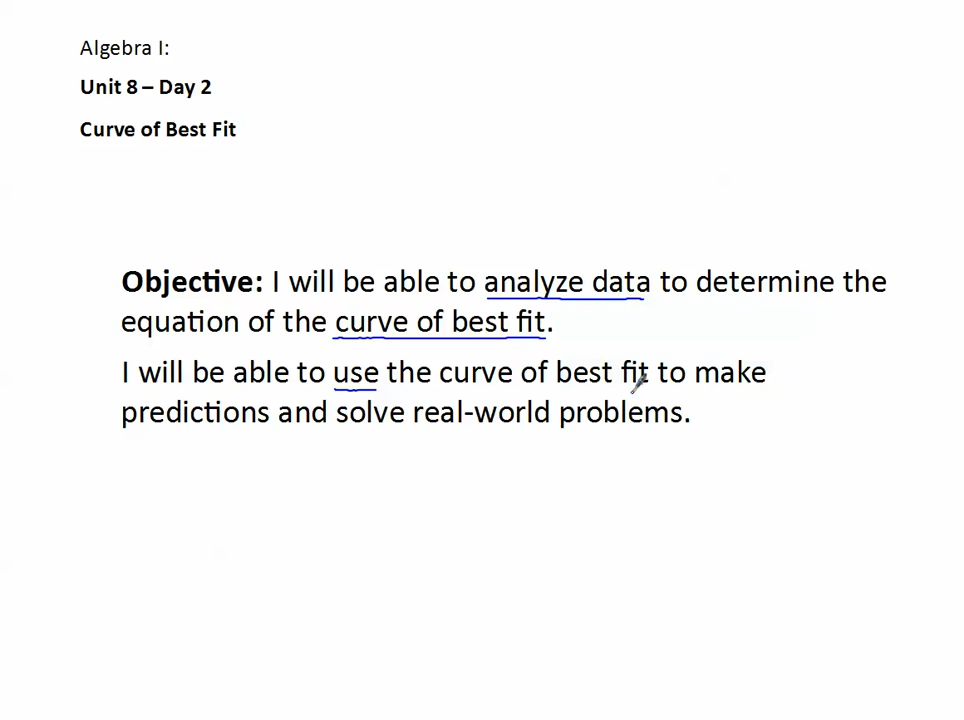 Algebra I:
Unit 8 – Day 2
Curve of Best Fit
Objective: I will be able to analyze data to determine the
equation of the curve of best fit.
I will be able to use the curve of best fit to make
predictions and solve real-world problems.